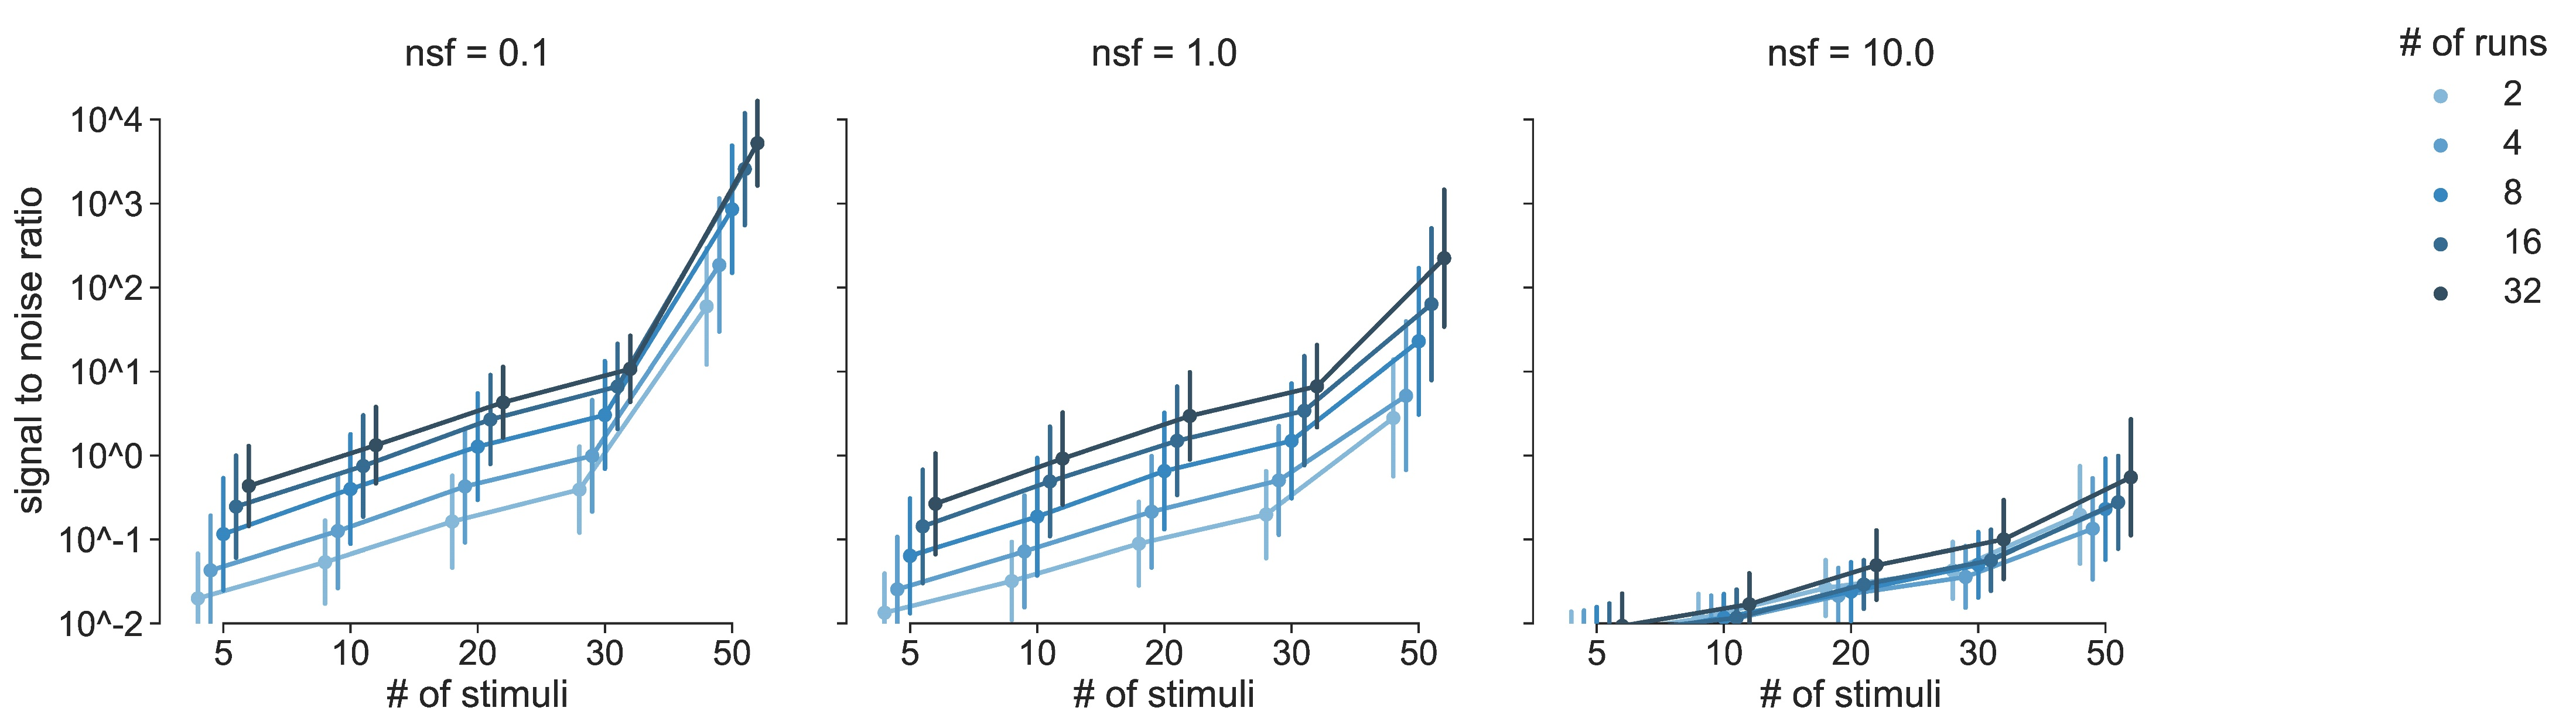 nsf = 0.1
nsf = 1.0
nsf = 10.0
# of runs
2
4
8
16
32
signal to noise ratio
10^4
10^3
10^2
10^1
10^0
10^-1
10^-2
5 10 20 30 50
5 10 20 30 50
5 10 20 30 50
# of stimuli
# of stimuli
# of stimuli